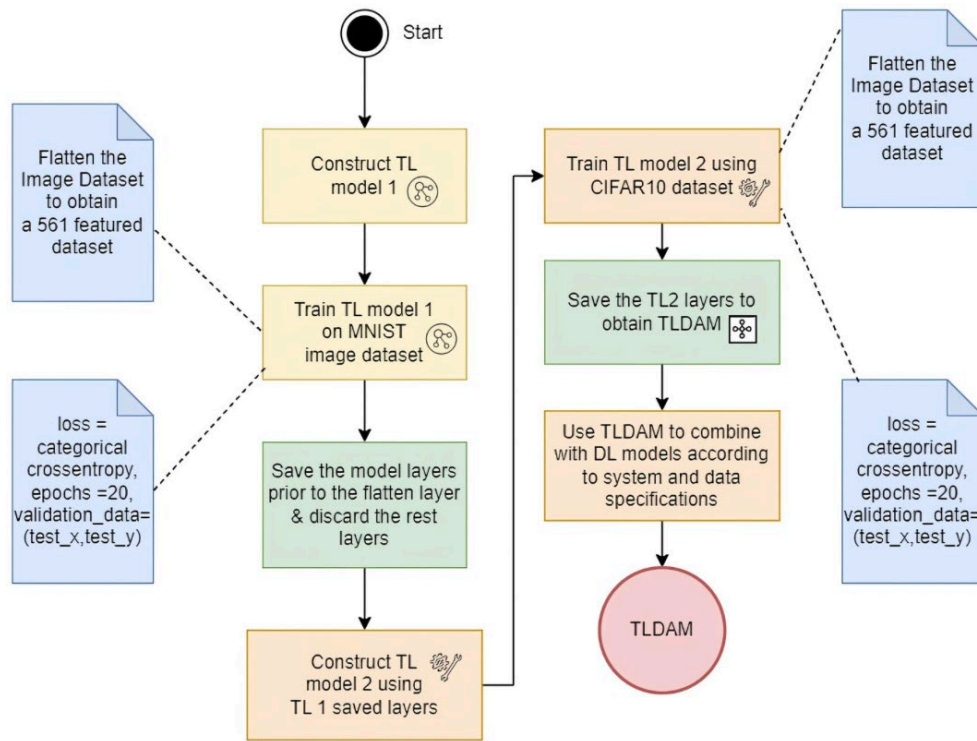 Start
Flatten the
Image Dataset
to obtain
a 561 featured
dataset
Construct TL
model 1
Train TL model 1
on MNIST
image dataset
loss =
categorical
crossentropy,
epochs =20,
validation_data=
(test_x,test_y)
Save the model layers
prior to the flatten layer
& discard the rest
layers
Construct TL
model 2 using
TL 1 saved layers
Train TL model 2 using
CIFAR10 dataset
Flatten the
Image Dataset
to obtain
a 561 featured
dataset
Save the TL2 layers to
obtain TLDAM
Use TLDAM to combine
with DL models according
to system and data
specifications
loss =
categorical
crossentropy,
epochs =20,
validation_data=
(test_x,test_y)
TLDAM